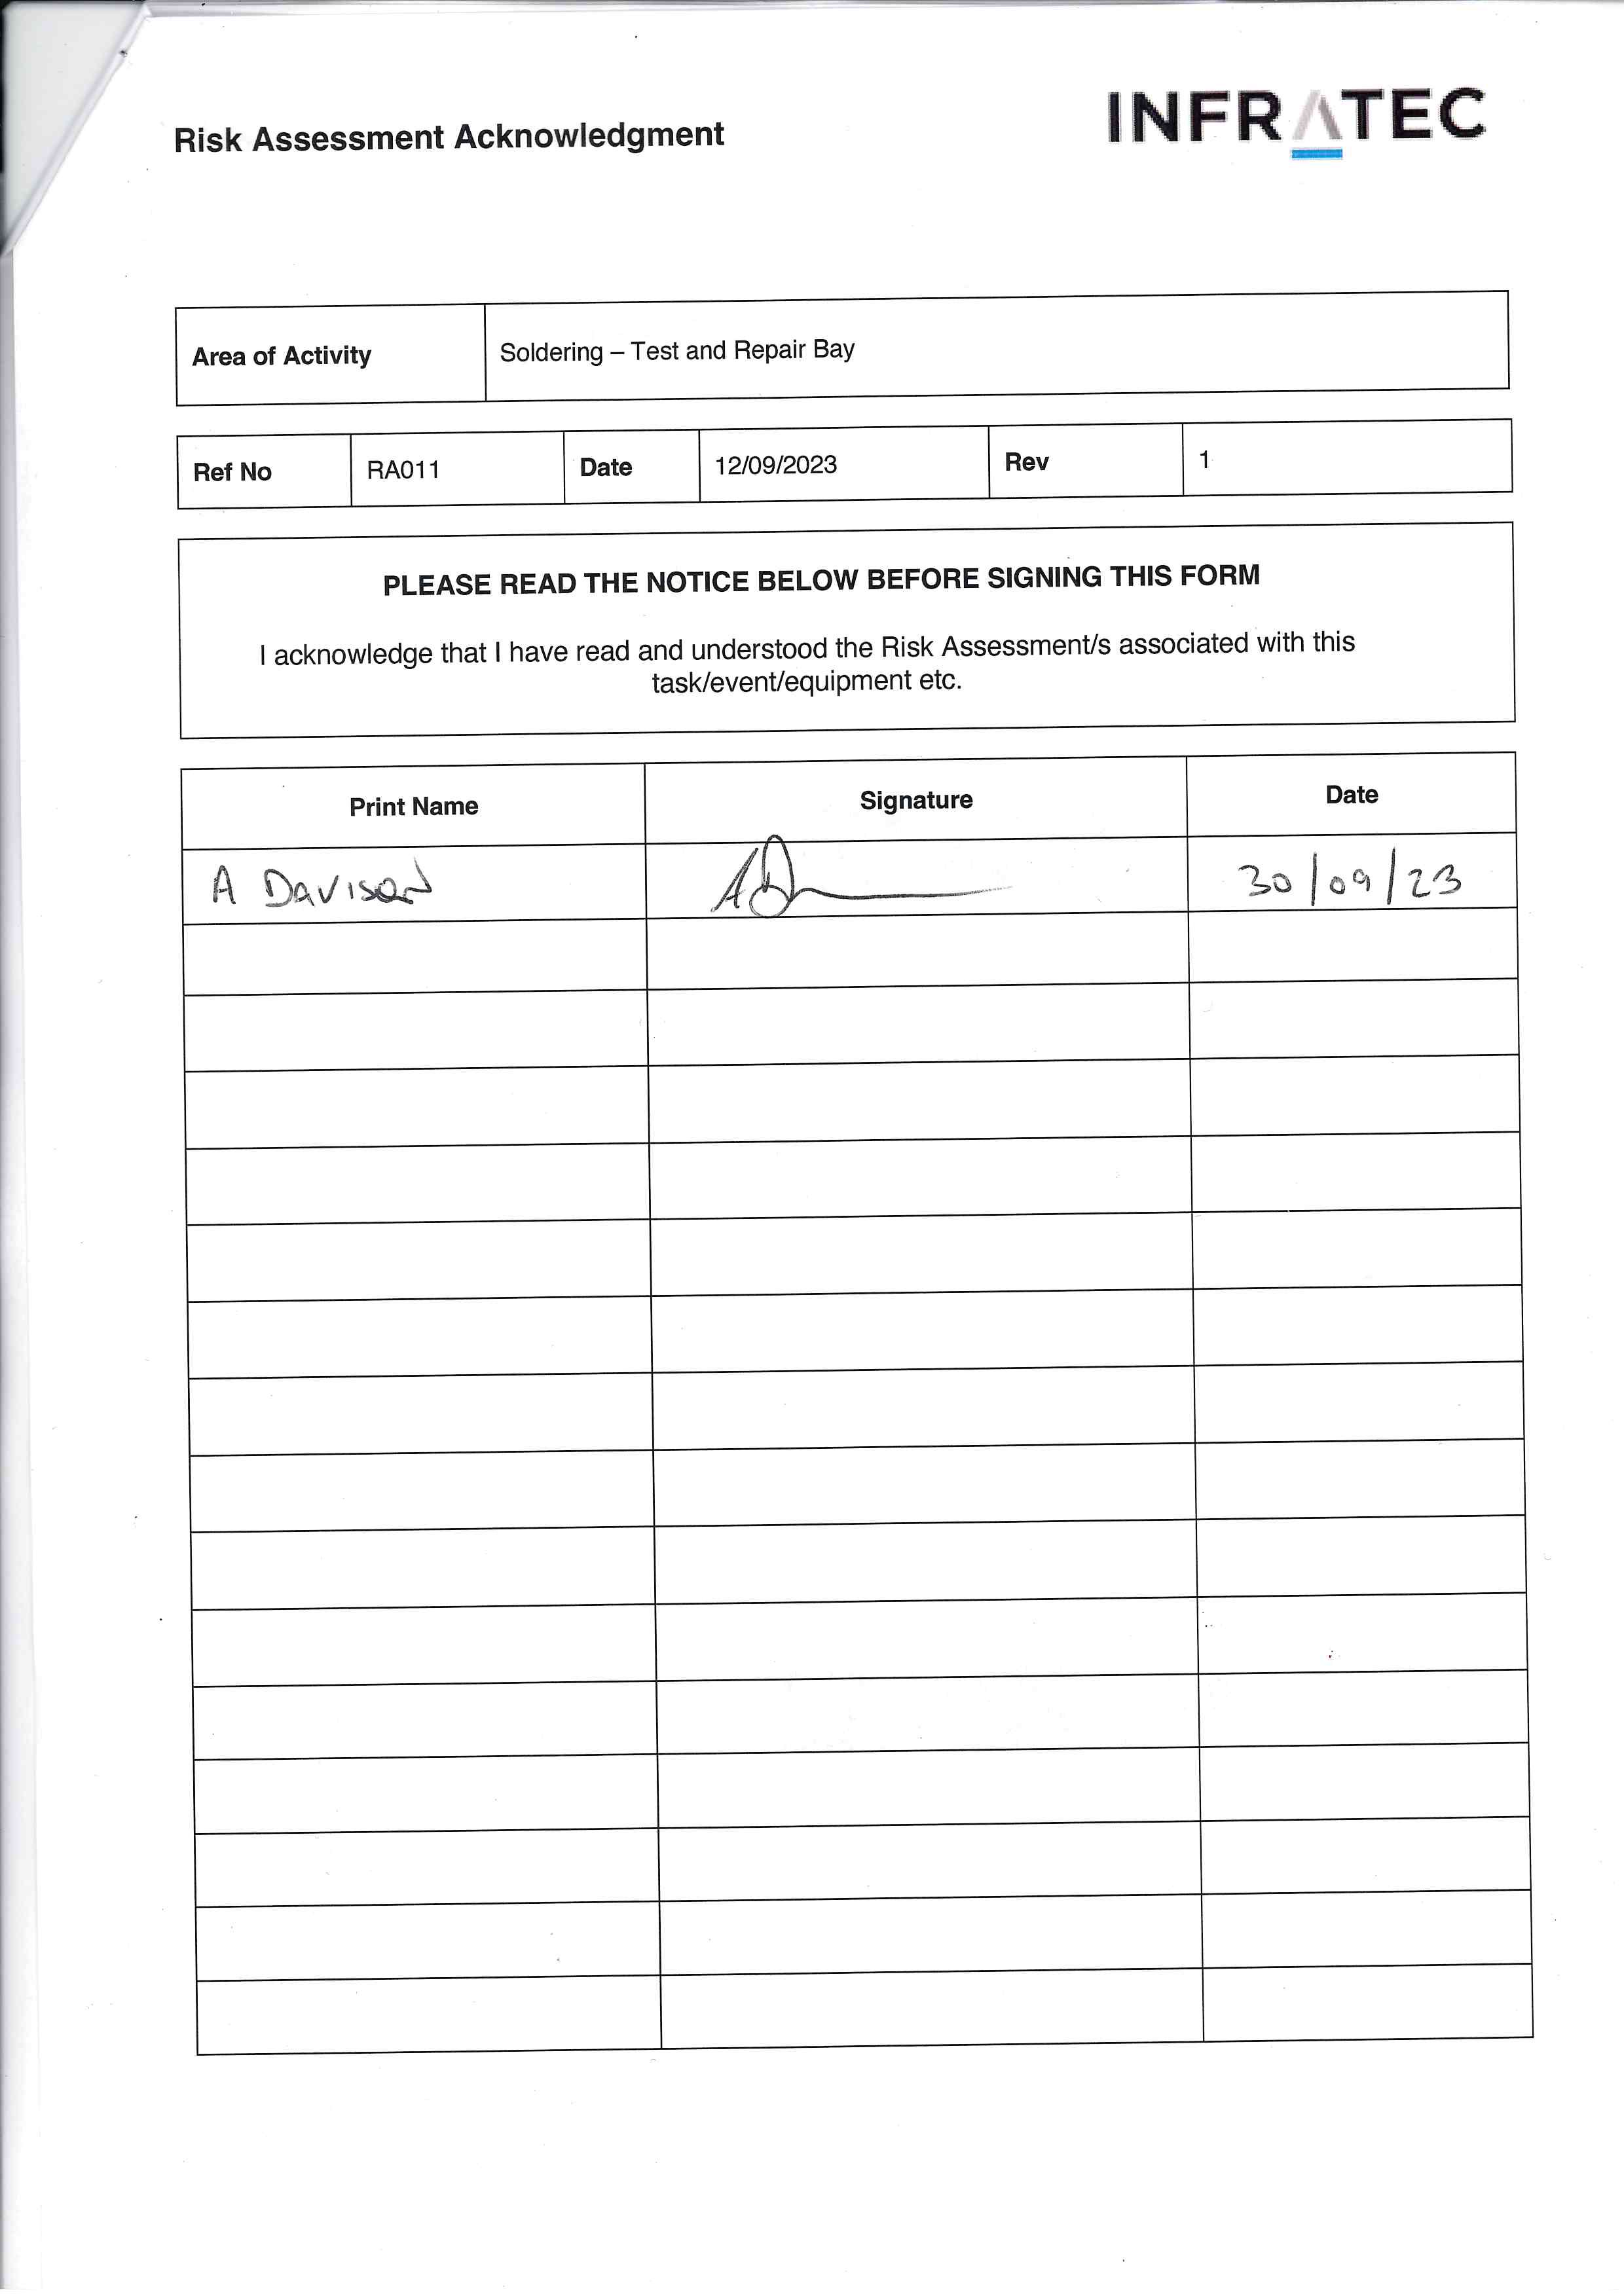 Risk Assessment Acknowledgment
INFRATEC
Area of Activity Soldering – Test and Repair Bay
Ref No RA011 Date 12/09/2023 Rev 1
PLEASE READ THE NOTICE BELOW BEFORE SIGNING THIS FORM
I acknowledge that I have read and understood the Risk Assessment/s associated with this
task/event/equipment etc.
Print Name Signature Date
A Davison 30/09/23